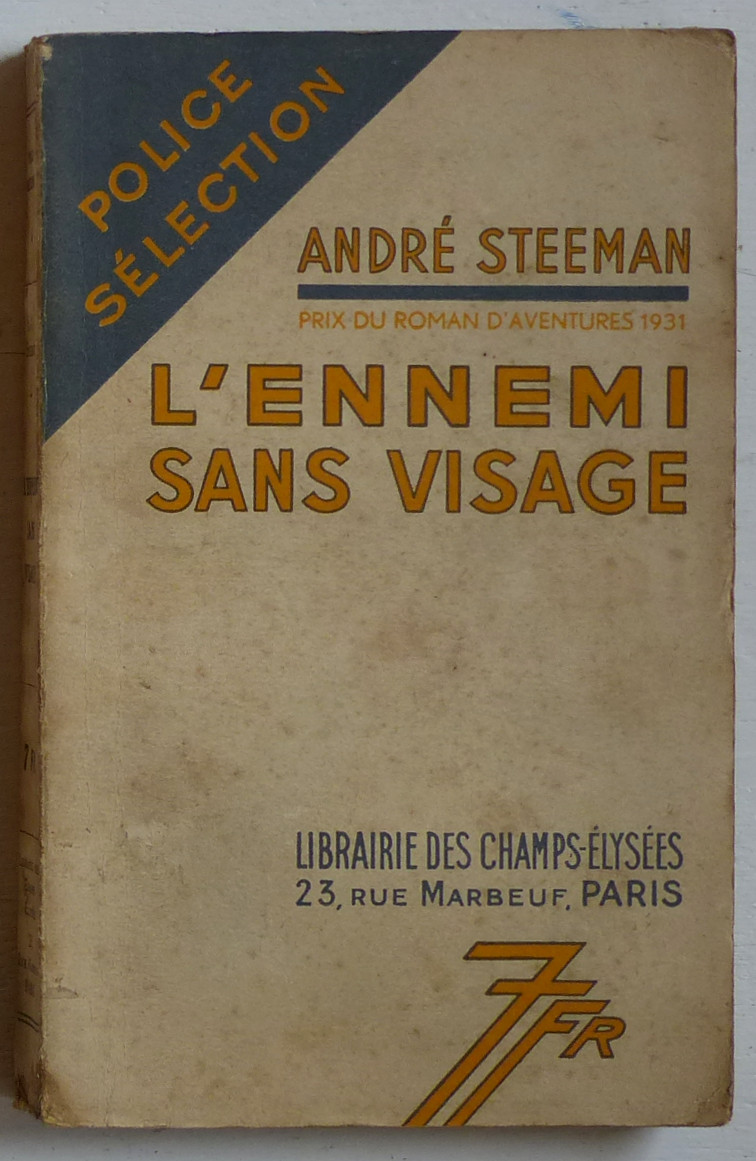 POLICE
SÉLECTION
ANDRÉ STEEMAN
PRIX DU ROMAN D'AVENTURES 1931
L'ENNEMI
SANS VISAGE
LIBRAIRIE DES CHAMPS-ÉLYSÉES
23, RUE MARBEUF, PARIS
7 FR